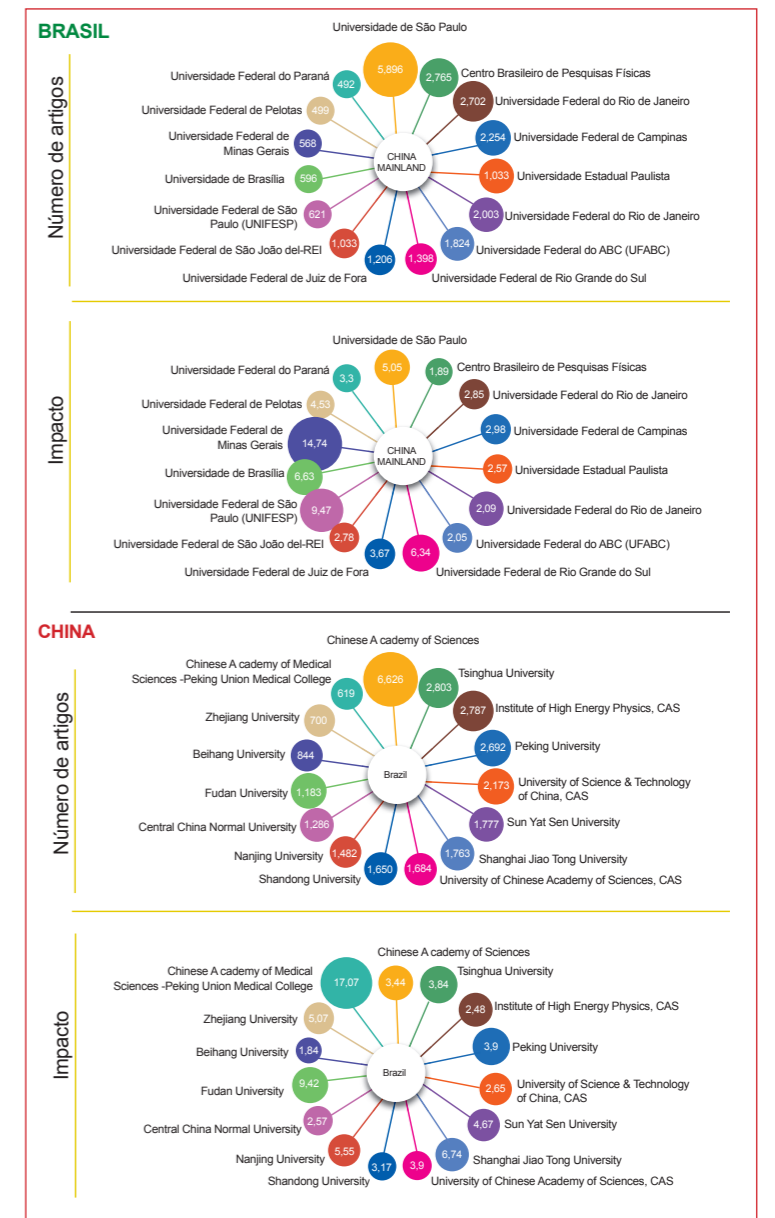 BRASIL
Número de artigos
Universidade de São Paulo
5,896
Centro Brasileiro de Pesquisas Físicas
2,765
Universidade Federal do Rio de Janeiro
2,702
Universidade Federal de Campinas
2,254
Universidade Estadual Paulista
1,033
Universidade Federal do Rio de Janeiro
2,003
Universidade Federal do ABC (UFABC)
1,824
Universidade Federal de Rio Grande do Sul
1,398
Universidade Federal de Juiz de Fora
1,206
Universidade Federal de São João del-REI
1,033
Universidade Federal de São
Paulo (UNIFESP)
621
Universidade de Brasília
596
Universidade Federal de
Minas Gerais
568
Universidade Federal de Pelotas
499
Universidade Federal do Paraná
492
CHINA
MAINLAND
Impacto
Universidade de São Paulo
5,05
Centro Brasileiro de Pesquisas Físicas
1,89
Universidade Federal do Rio de Janeiro
2,85
Universidade Federal de Campinas
2,98
Universidade Estadual Paulista
2,57
Universidade Federal do Rio de Janeiro
2,09
Universidade Federal do ABC (UFABC)
2,05
Universidade Federal de Rio Grande do Sul
6,34
Universidade Federal de Juiz de Fora
3,67
Universidade Federal de São João del-REI
2,78
Universidade Federal de São
Paulo (UNIFESP)
9,47
Universidade de Brasília
6,63
Universidade Federal de
Minas Gerais
14,74
Universidade Federal de Pelotas
4,53
Universidade Federal do Paraná
3,3
CHINA
MAINLAND
CHINA
Número de artigos
Chinese A cademy of Sciences
6,626
Tsinghua University
2,803
Institute of High Energy Physics, CAS
2,787
Peking University
2,692
University of Science & Technology
of China, CAS
2,173
Sun Yat Sen University
1,777
Shanghai Jiao Tong University
1,763
University of Chinese Academy of Sciences, CAS
1,684
Shandong University
1,650
Nanjing University
1,482
Central China Normal University
1,286
Fudan University
1,183
Beihang University
844
Zhejiang University
700
Chinese A cademy of Medical
Sciences -Peking Union Medical College
619
Brazil
Impacto
Chinese A cademy of Sciences
3,44
Tsinghua University
3,84
Institute of High Energy Physics, CAS
2,48
Peking University
3,9
University of Science & Technology
of China, CAS
2,65
Sun Yat Sen University
4,67
Shanghai Jiao Tong University
6,74
University of Chinese Academy of Sciences, CAS
3,9
Shandong University
3,17
Nanjing University
5,55
Central China Normal University
2,57
Fudan University
9,42
Beihang University
1,84
Zhejiang University
5,07
Chinese A cademy of Medical
Sciences -Peking Union Medical College
17,07
Brazil